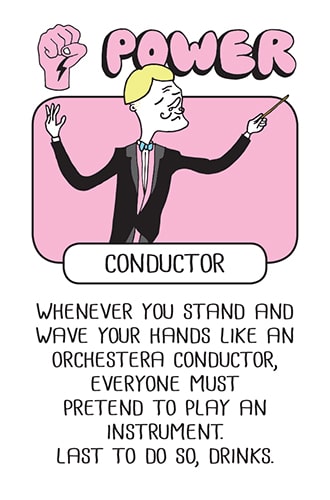 POWER
CONDUCTOR
WHENEVER YOU STAND AND
WAVE YOUR HANDS LIKE AN
ORCHESTERA CONDUCTOR,
EVERYONE MUST
PRETEND TO PLAY AN
INSTRUMENT.
LAST TO DO SO, DRINKS.